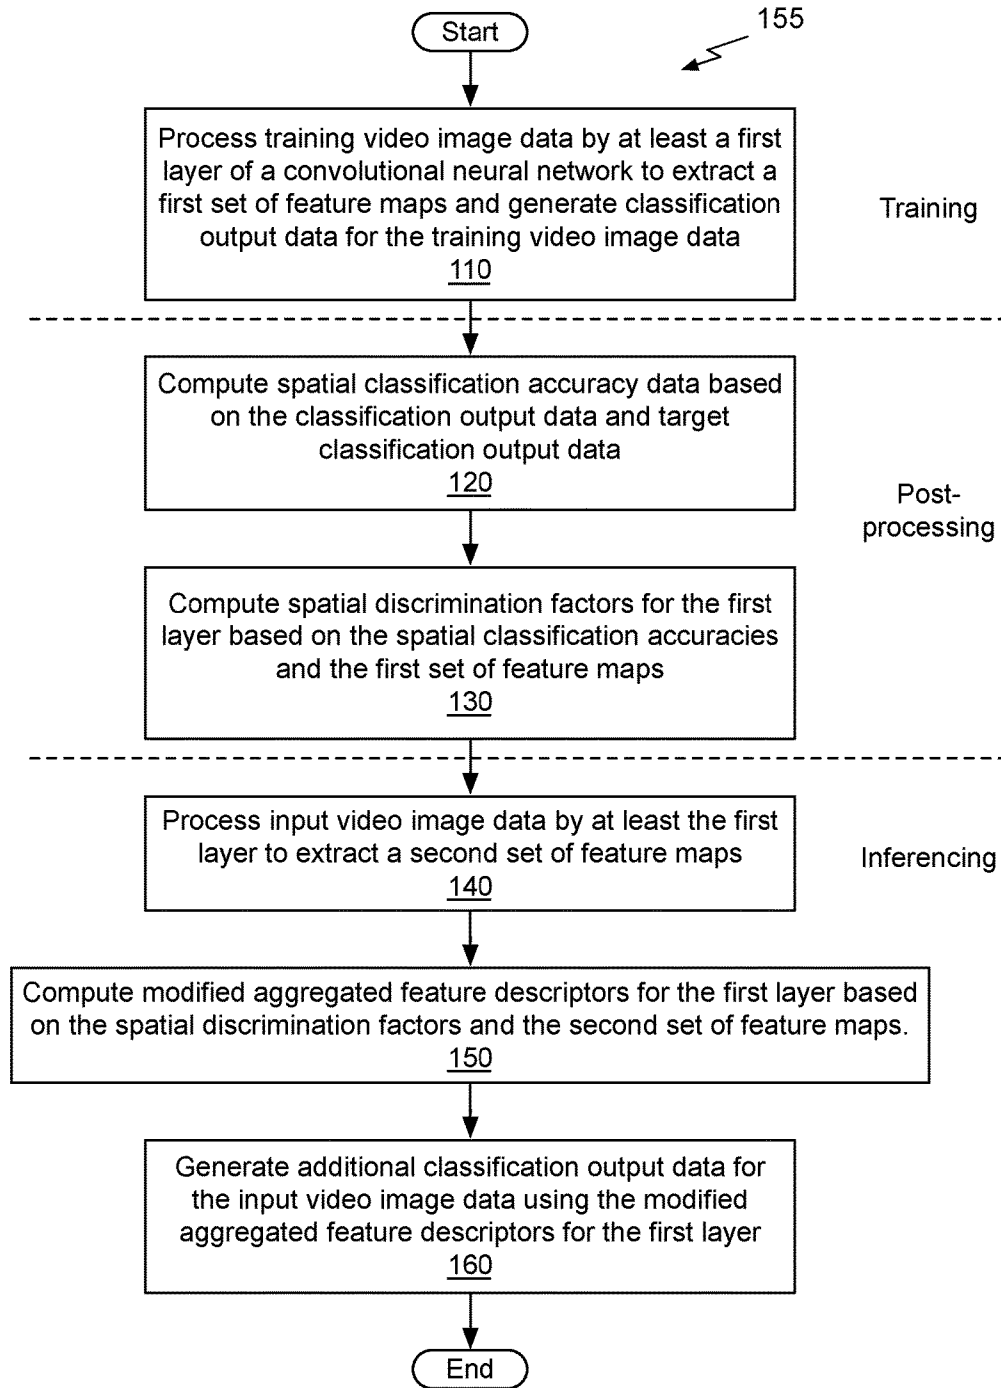 Start
155
Process training video image data by at least a first
layer of a convolutional neural network to extract a
first set of feature maps and generate classification
output data for the training video image data
110
Training
Compute spatial classification accuracy data based
on the classification output data and target
classification output data
120
Post-
processing
Compute spatial discrimination factors for the first
layer based on the spatial classification accuracies
and the first set of feature maps
130
Process input video image data by at least the first
layer to extract a second set of feature maps
140
Inferencing
Compute modified aggregated feature descriptors for the first layer based
on the spatial discrimination factors and the second set of feature maps.
150
Generate additional classification output data for
the input video image data using the modified
aggregated feature descriptors for the first layer
160
End